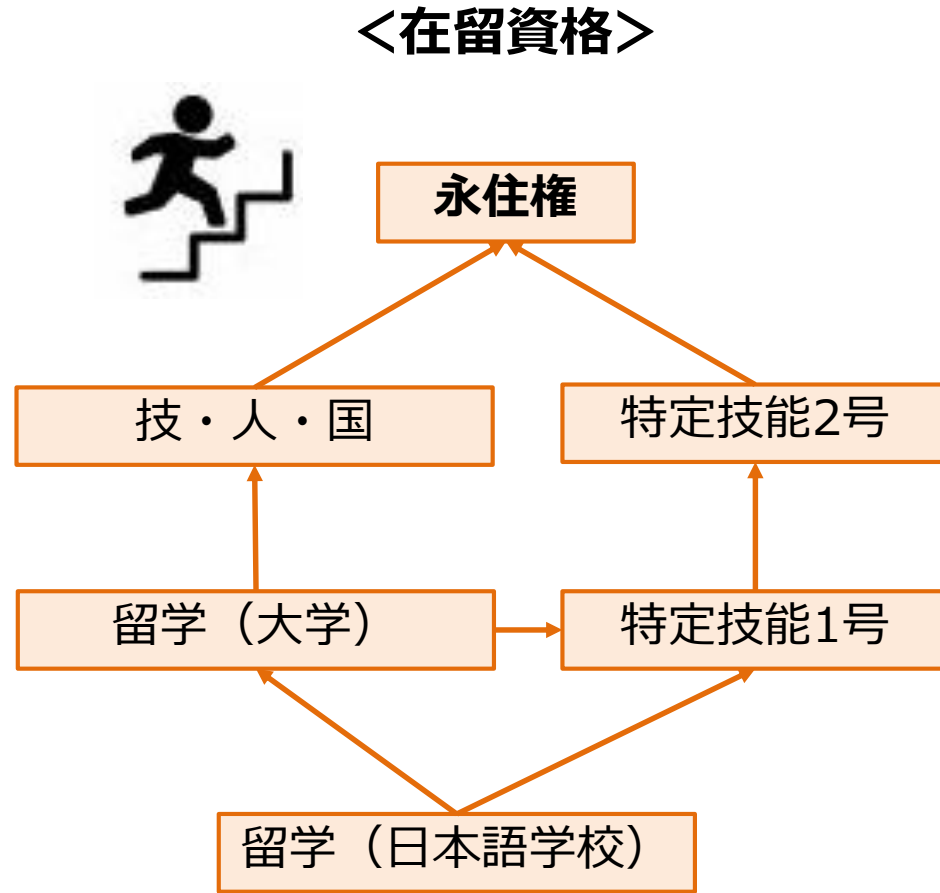 ＜在留資格＞
永住権
技・人・国
特定技能2号
留学（大学）
特定技能1号
留学（日本語学校）